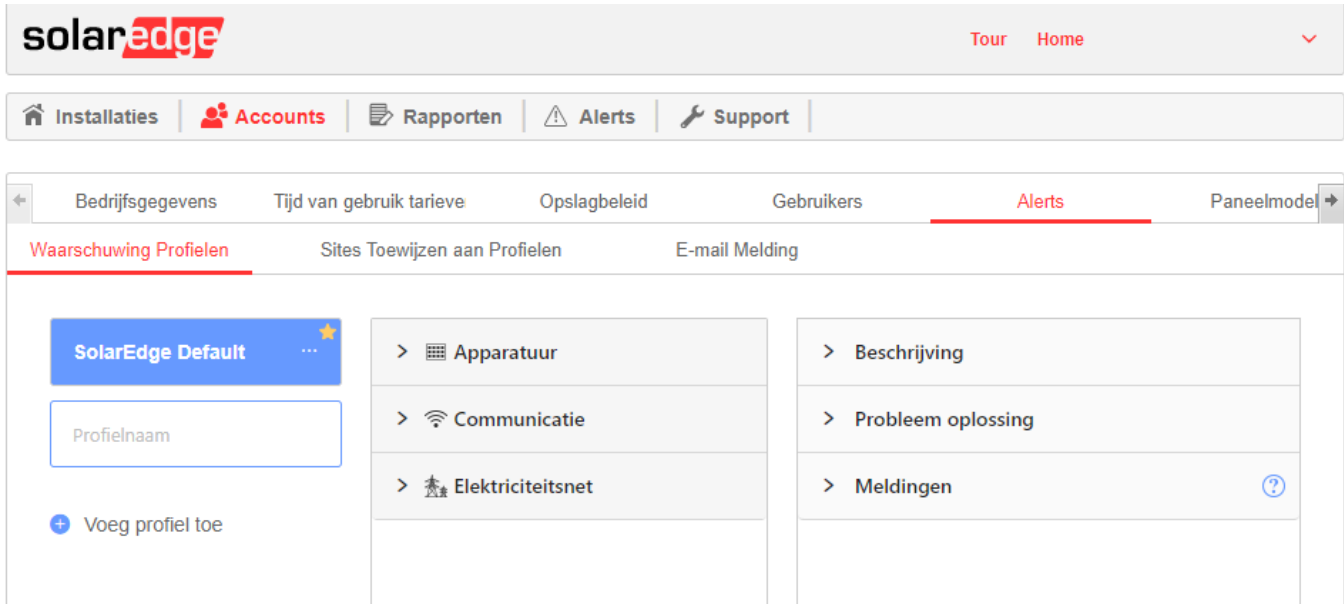 solaredge
Tour Home
Installaties Accounts Rapporten Alerts Support
Bedrijfsgegevens Tijd van gebruik tarieve Opslagbeleid Gebruikers Alerts Paneelmodel
Waarschuwing Profielen Sites Toewijzen aan Profielen E-mail Melding
SolarEdge Default ... Apparatuur Beschrijving
Profielnaam Communicatie Probleem oplossing
Elektriciteitsnet Meldingen ?
Voeg profiel toe